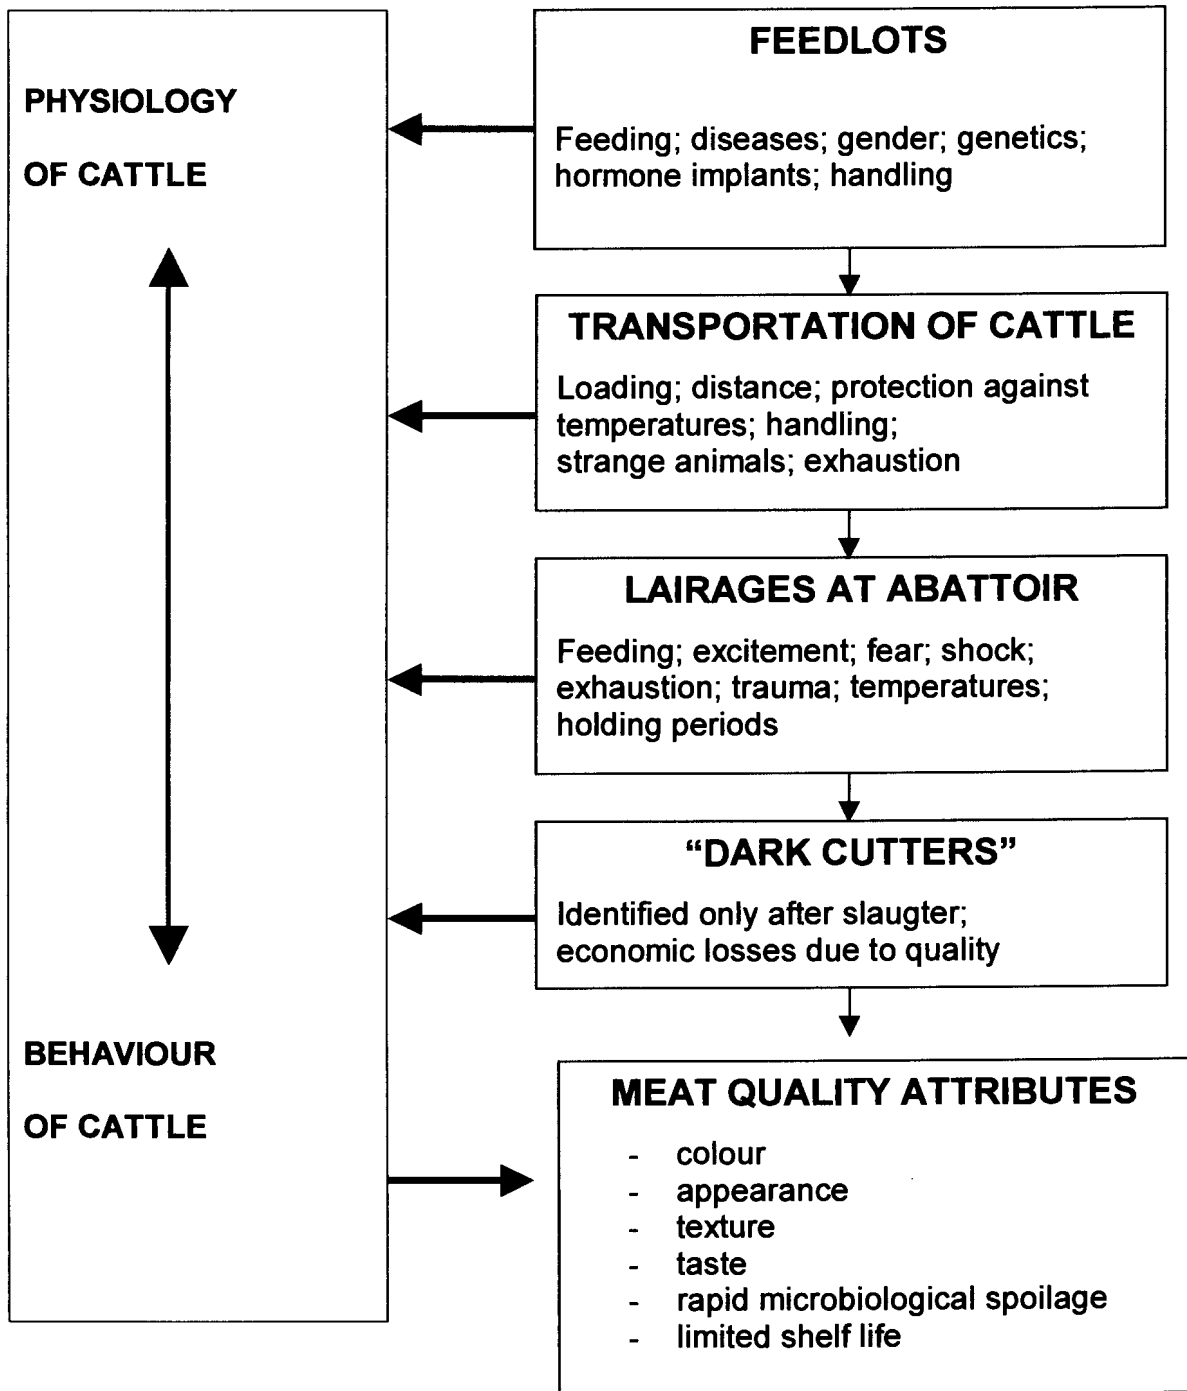 PHYSIOLOGY
OF CATTLE
BEHAVIOUR
OF CATTLE
FEEDLOTS
Feeding; diseases; gender; genetics;
hormone implants; handling
TRANSPORTATION OF CATTLE
Loading; distance; protection against
temperatures; handling;
strange animals; exhaustion
LAIRAGES AT ABATTOIR
Feeding; excitement; fear; shock;
exhaustion; trauma; temperatures;
holding periods
“DARK CUTTERS”
Identified only after slaugter;
economic losses due to quality
MEAT QUALITY ATTRIBUTES
- colour
- appearance
- texture
- taste
- rapid microbiological spoilage
- limited shelf life